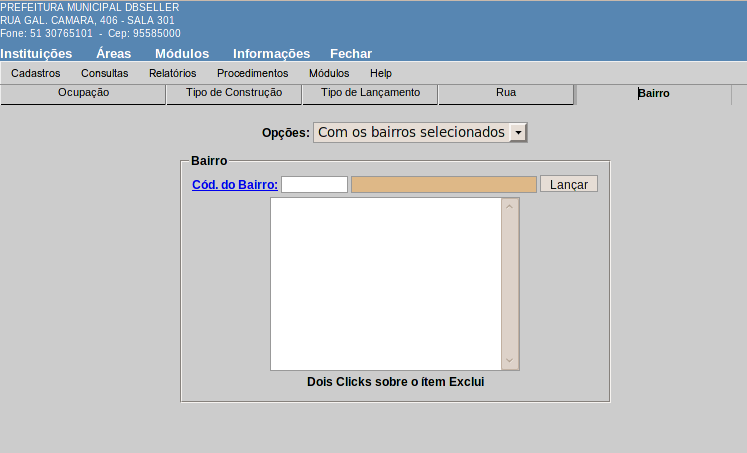 PREFEITURA MUNICIPAL DBSELLER
RUA GAL. CAMARA, 406 - SALA 301
Fone: 51 30765101 - Cep: 95585000
Instituições Áreas Módulos Informações Fechar
Cadastros Consultas Relatórios Procedimentos Módulos Help
Ocupação Tipo de Construção Tipo de Lançamento Rua Bairro
Opções: Com os bairros selecionados
Bairro
Cód. do Bairro: Lançar
Dois Clicks sobre o ítem Exclui